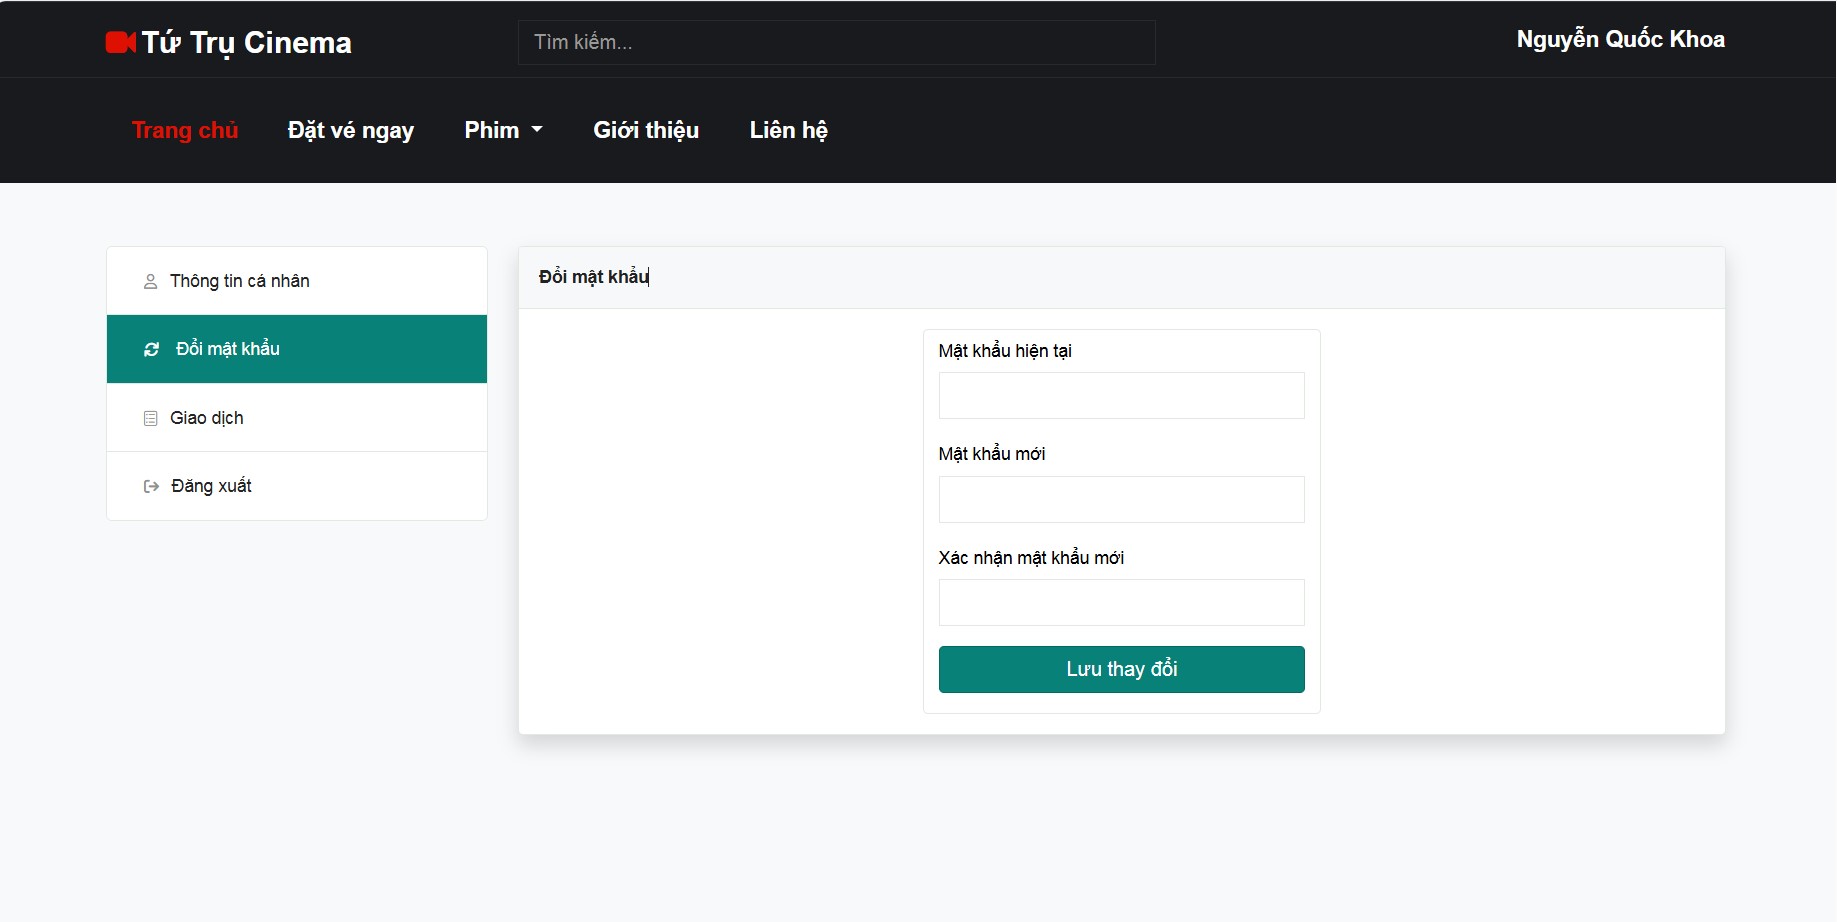 Tứ Trụ Cinema
Tìm kiếm...
Nguyễn Quốc Khoa
Trang chủ
Đặt vé ngay
Phim
Giới thiệu
Liên hệ
Thông tin cá nhân
Đổi mật khẩu
Giao dịch
Đăng xuất
Đổi mật khẩu
Mật khẩu hiện tại
Mật khẩu mới
Xác nhận mật khẩu mới
Lưu thay đổi